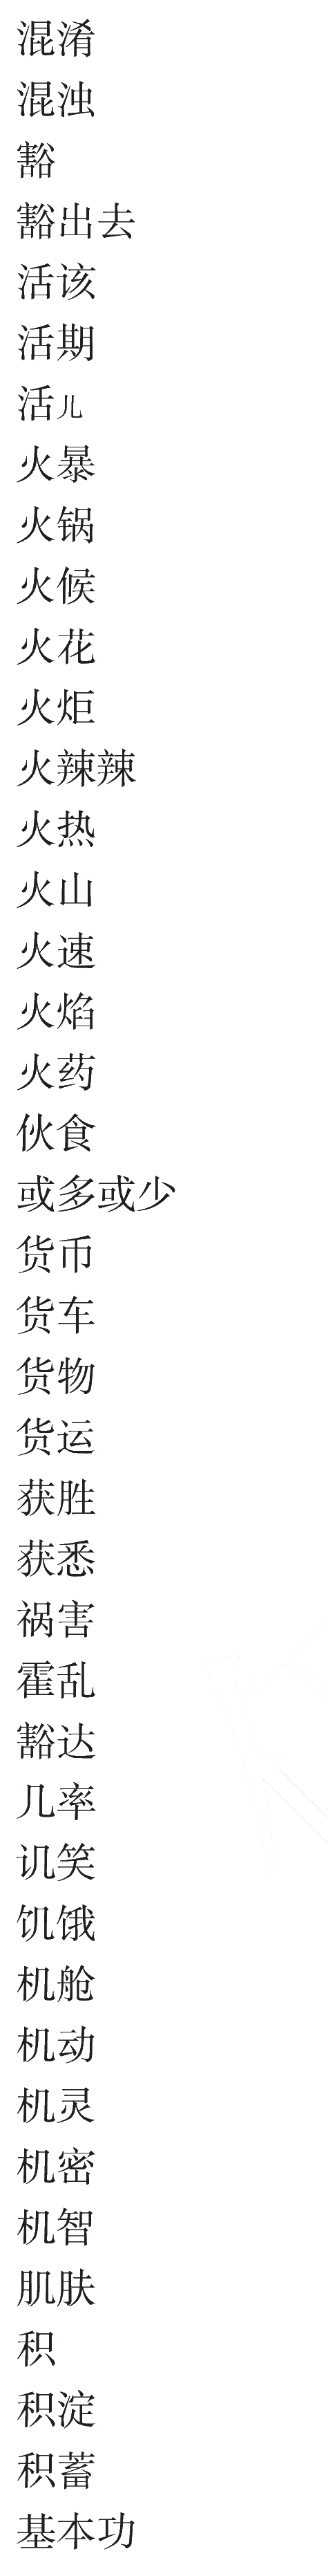 混淆
混浊
豁
豁出去
活该
活期
活儿
火暴
火锅
火候
火花
火炬
火辣辣
火热
火山
火速
火焰
火药
伙食
或多或少
货币
货车
货物
货运
获胜
获悉
祸害
霍乱
豁达
几率
讥笑
饥饿
机舱
机动
机灵
机密
机智
肌肤
积
积淀
积蓄
基本功